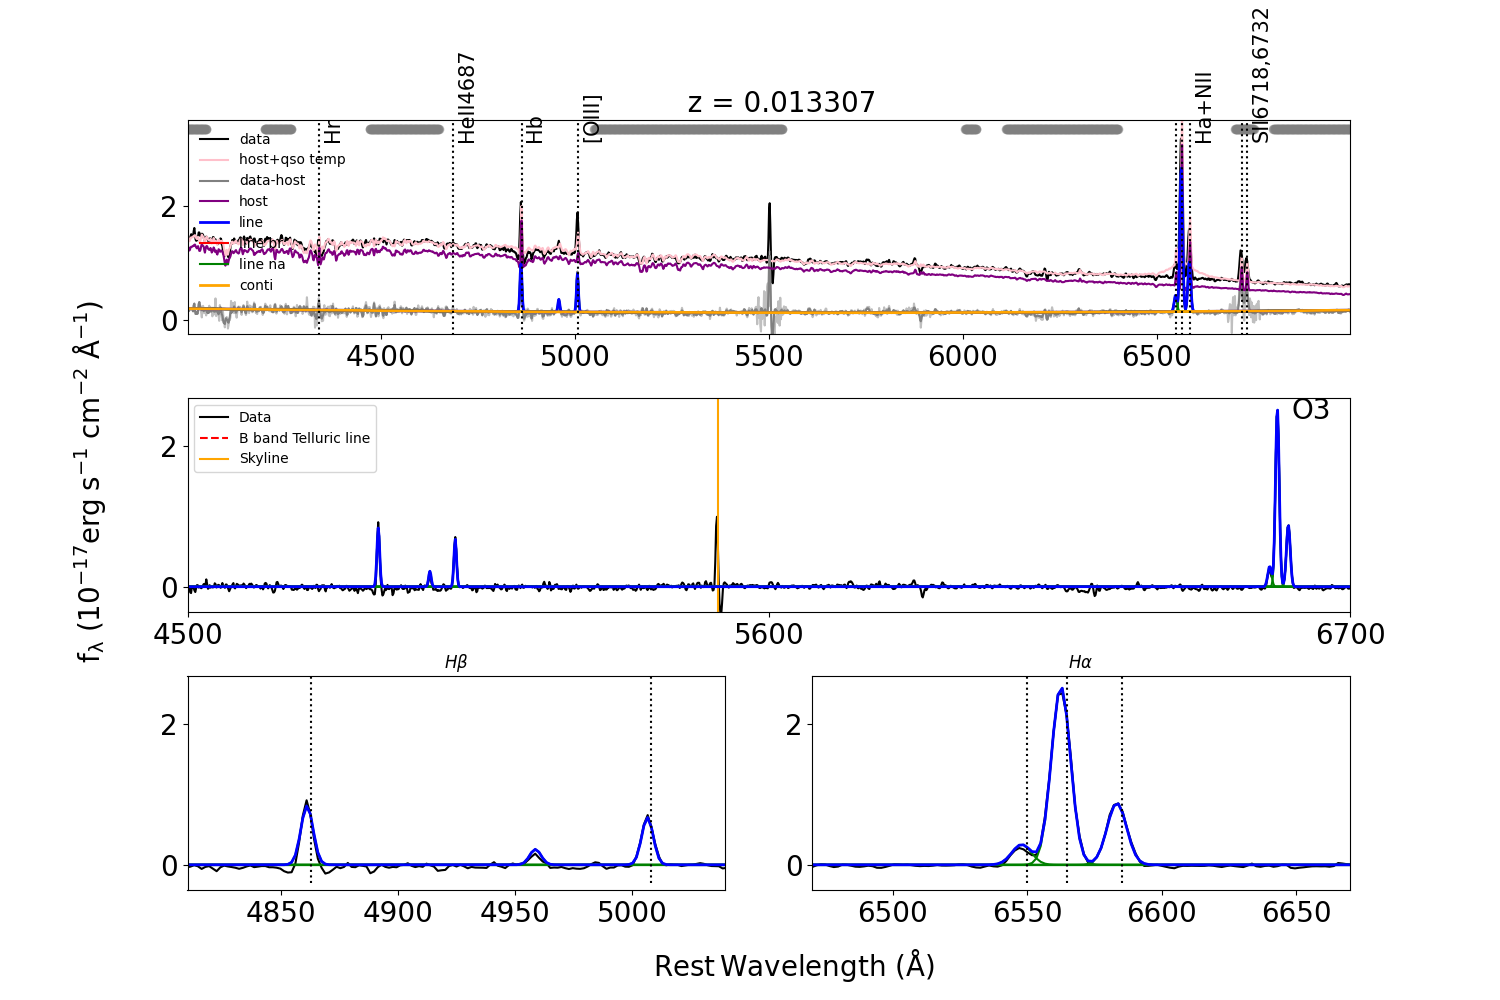 z = 0.013307
Hr
HeII4687
Hb
[OIII]
Ha+NII
SII6718,6732
data
host+qso temp
data-host
host
line
line br
line na
conti
2
0
4500 5000 5500 6000 6500
Data
B band Telluric line
Skyline
O3
2
0
4500 5600 6700
fλ (10⁻¹⁷erg s⁻¹ cm⁻² Å⁻¹)
Hβ
2
0
4850 4900 4950 5000
Hα
2
0
6500 6550 6600 6650
Rest Wavelength (Å)